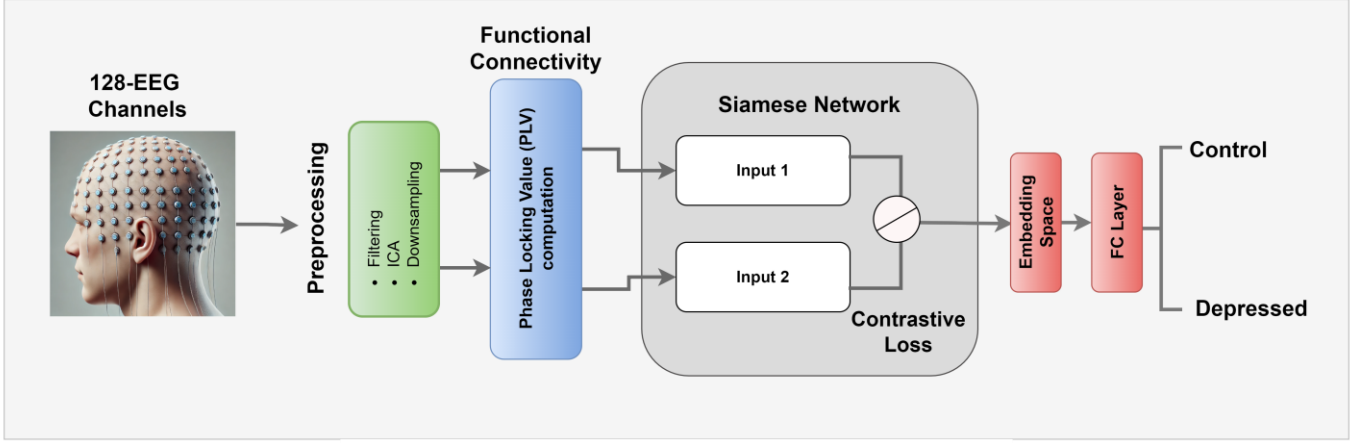 128-EEG
Channels
Preprocessing
• Filtering
• ICA
• Downsampling
Functional
Connectivity
Phase Locking Value (PLV)
computation
Siamese Network
Input 1
Input 2
Contrastive
Loss
Embedding
Space
FC Layer
Control
Depressed